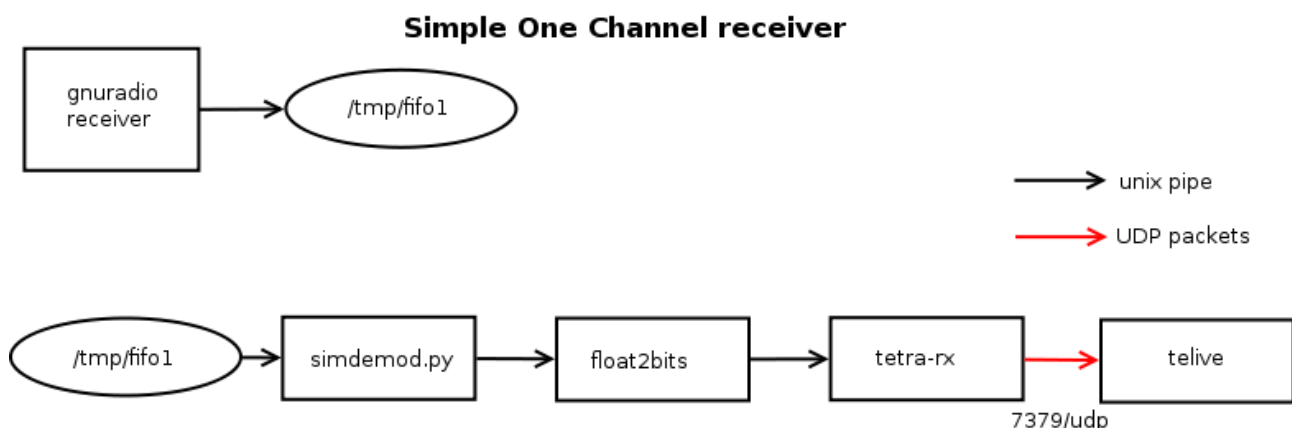 Simple One Channel receiver
gnuradio
receiver
/tmp/fifo1
unix pipe
UDP packets
/tmp/fifo1
simdemod.py
float2bits
tetra-rx
telive
7379/udp